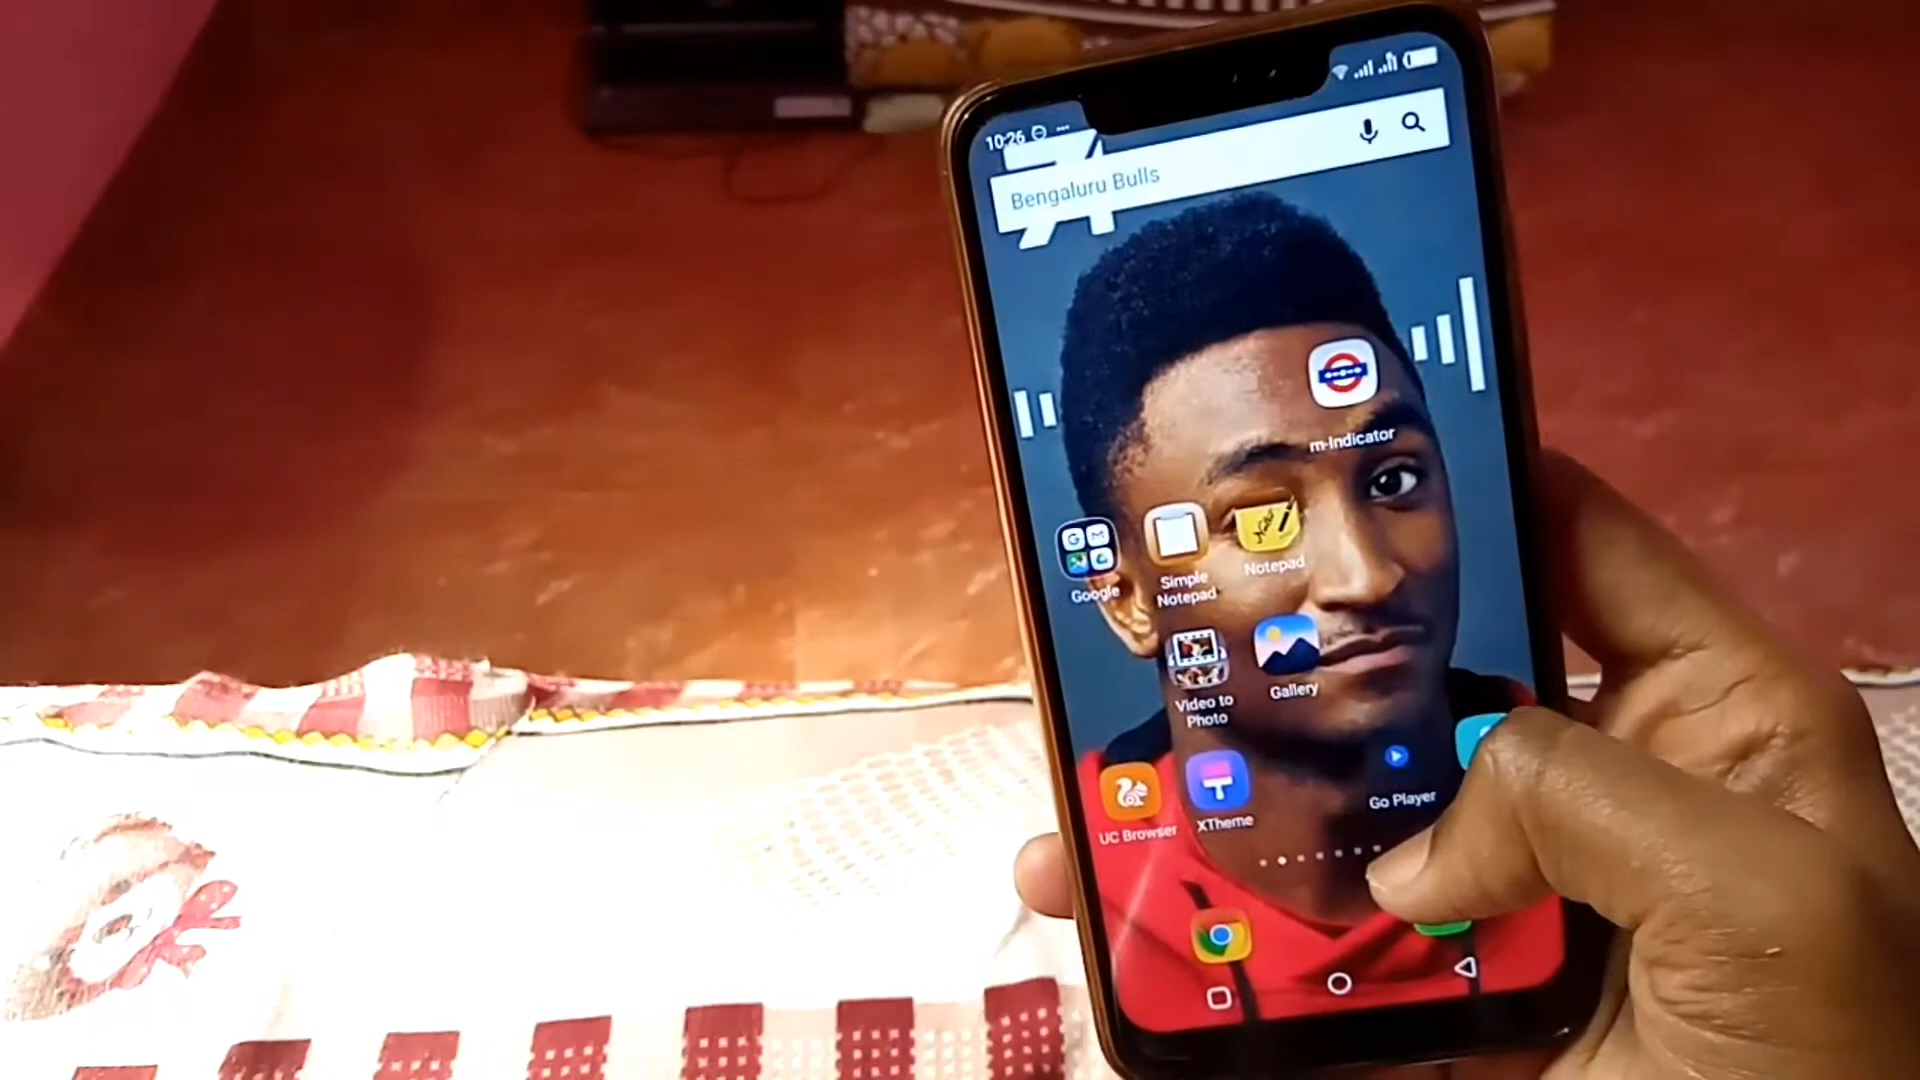 10:26
Bengaluru Bulls
m-Indicator
Google
Simple
Notepad
Notepad
Video to
Photo
Gallery
UC Browser
XTheme
Go Player